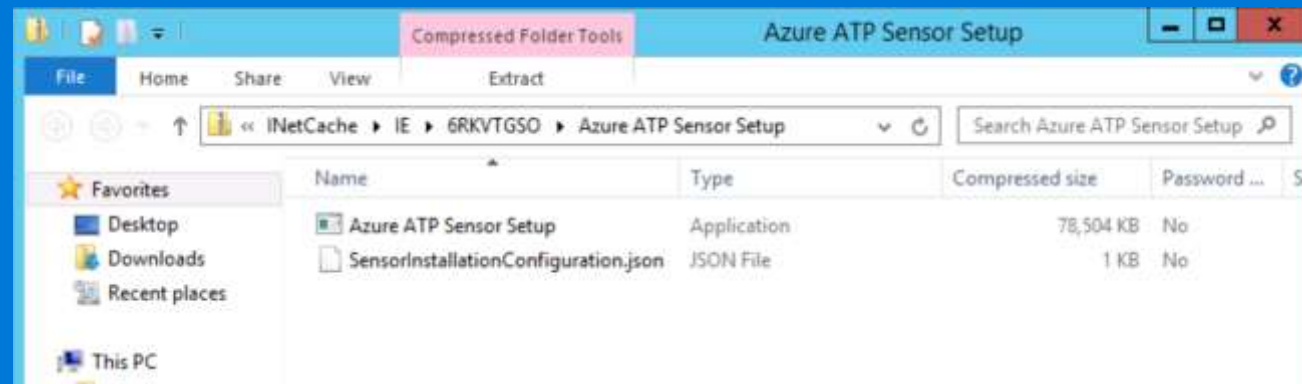 Compressed Folder Tools
Azure ATP Sensor Setup
File Home Share View Extract
« INetCache IE 6RKVTGSO Azure ATP Sensor Setup Search Azure ATP Sensor Setup
Favorites Name Type Compressed size Password ... S
Desktop Azure ATP Sensor Setup Application 78,504 KB No
Downloads SensorInstallationConfiguration.json JSON File 1 KB No
Recent places
This PC